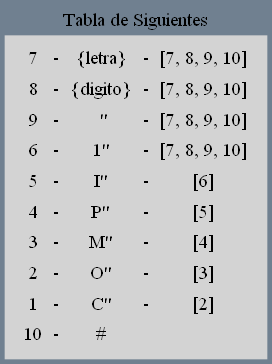 Tabla de Siguientes
7 - {letra} - [7, 8, 9, 10]
8 - {digito} - [7, 8, 9, 10]
9 - " - [7, 8, 9, 10]
6 - 1" - [7, 8, 9, 10]
5 - I" - [6]
4 - P" - [5]
3 - M" - [4]
2 - O" - [3]
1 - C" - [2]
10 - #